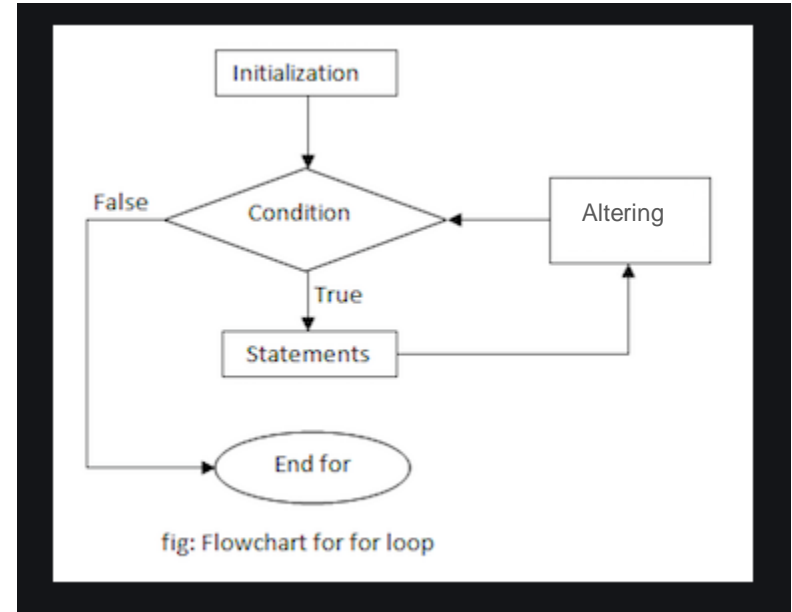 Initialization
False
Condition
Altering
True
Statements
End for
fig: Flowchart for for loop